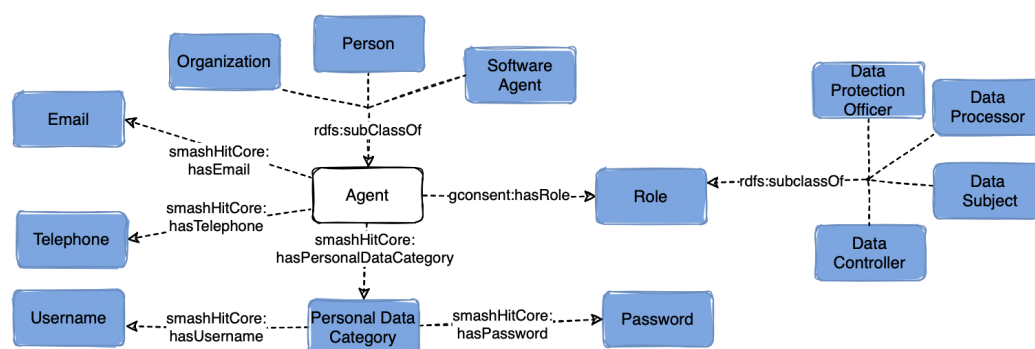 Organization
Person
Software
Agent
Data
Protection
Officer
Data
Processor
Email
rdfs:subClassOf
smashHitCore:
hasEmail
Agent
gconsent:hasRole
Role
rdfs:subclassOf
Data
Subject
Telephone
smashHitCore:
hasTelephone
smashHitCore:
hasPersonalDataCategory
Data
Controller
Username
smashHitCore:
hasUsername
Personal Data
Category
smashHitCore:
hasPassword
Password